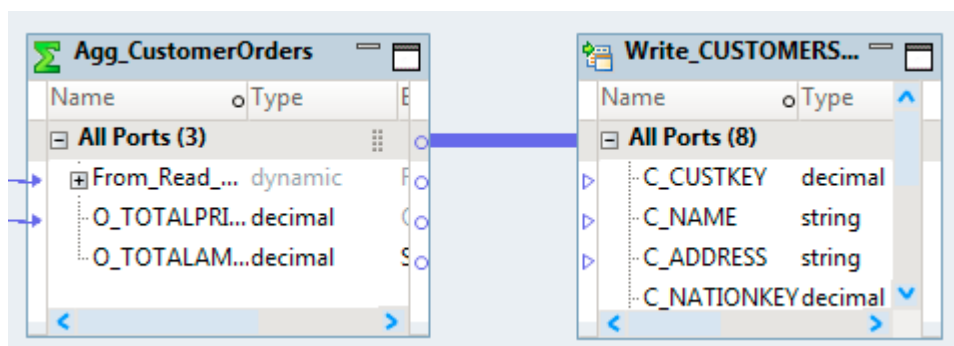 Agg_CustomerOrders
Name Type E
All Ports (3)
From_Read_... dynamic F
O_TOTALPRI... decimal
O_TOTALAM...decimal S
Write_CUSTOMERS...
Name Type
All Ports (8)
C_CUSTKEY decimal
C_NAME string
C_ADDRESS string
C_NATIONKEY decimal